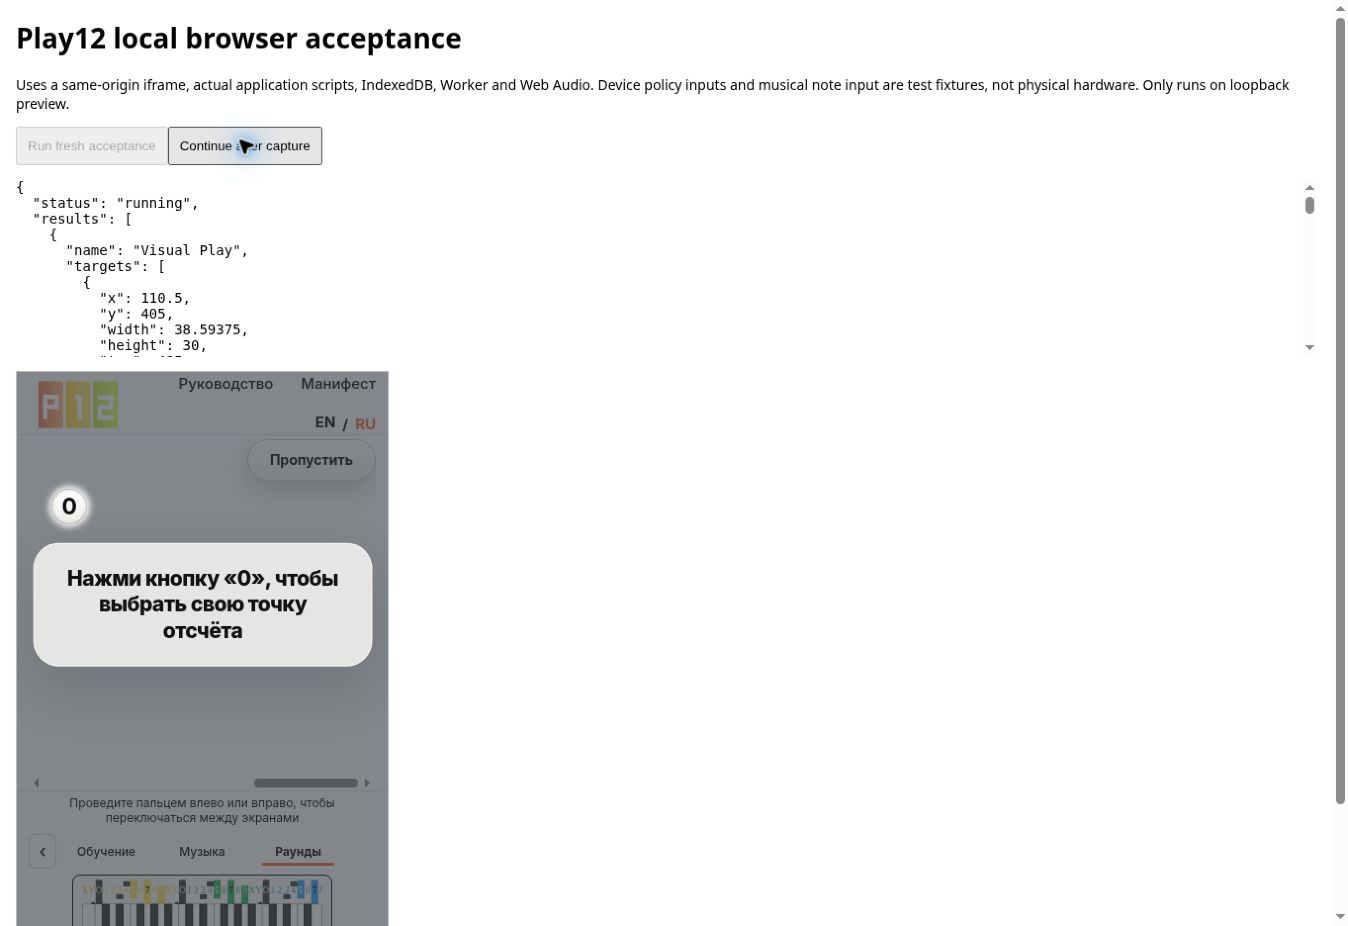 Play12 local browser acceptance
Uses a same-origin iframe, actual application scripts, IndexedDB, Worker and Web Audio. Device policy inputs and musical note input are test fixtures, not physical hardware. Only runs on loopback
preview.
Run fresh acceptance
Continue after capture
{
"status": "running",
"results": [
{
"name": "Visual Play",
"targets": [
{
"x": 110.5,
"y": 405,
"width": 38.59375,
"height": 30,
P12
Руководство
Манифест
EN / RU
Пропустить
0
Нажми кнопку «0», чтобы
выбрать свою точку
отсчёта
Проведите пальцем влево или вправо, чтобы
переключаться между экранами
Обучение
Музыка
Раунды